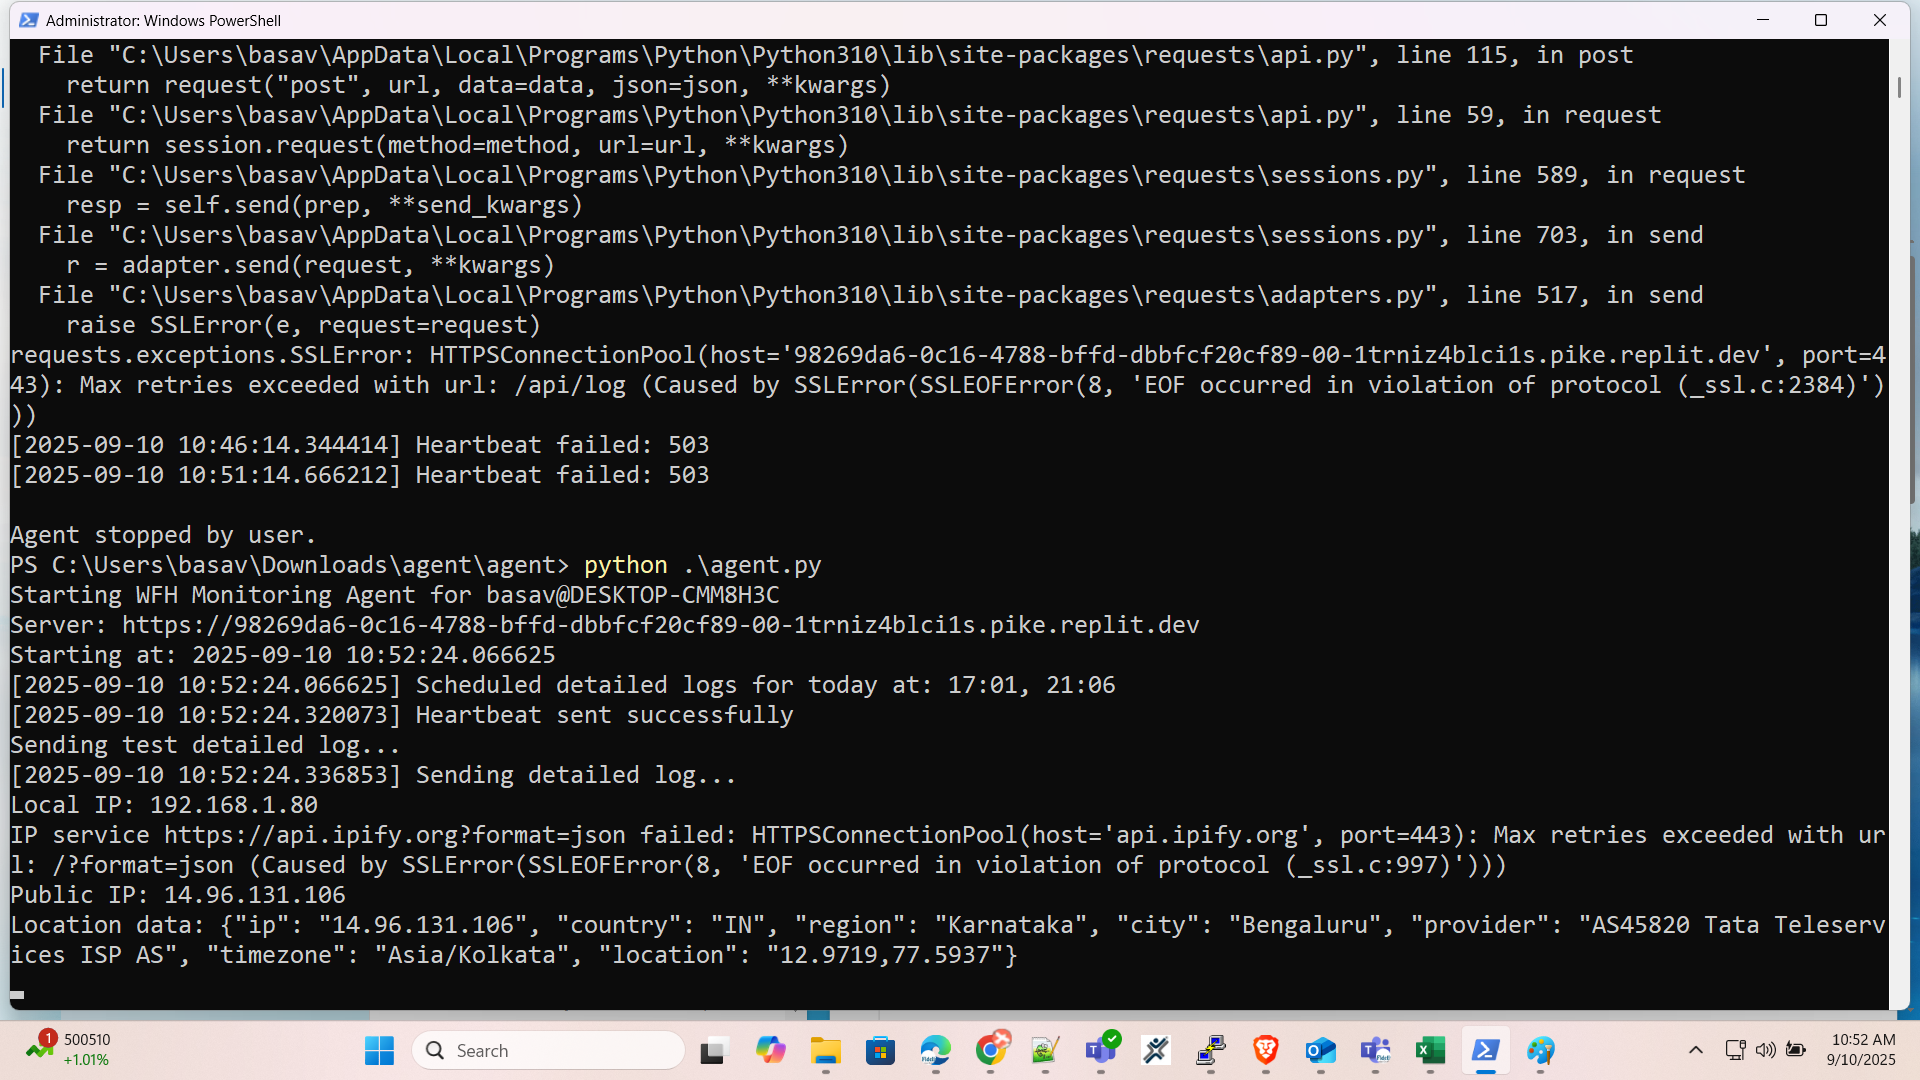 Administrator: Windows PowerShell
  File "C:\Users\basav\AppData\Local\Programs\Python\Python310\lib\site-packages\requests\api.py", line 115, in post
    return request("post", url, data=data, json=json, **kwargs)
  File "C:\Users\basav\AppData\Local\Programs\Python\Python310\lib\site-packages\requests\api.py", line 59, in request
    return session.request(method=method, url=url, **kwargs)
  File "C:\Users\basav\AppData\Local\Programs\Python\Python310\lib\site-packages\requests\sessions.py", line 589, in request
    resp = self.send(prep, **send_kwargs)
  File "C:\Users\basav\AppData\Local\Programs\Python\Python310\lib\site-packages\requests\sessions.py", line 703, in send
    r = adapter.send(request, **kwargs)
  File "C:\Users\basav\AppData\Local\Programs\Python\Python310\lib\site-packages\requests\adapters.py", line 517, in send
    raise SSLError(e, request=request)
requests.exceptions.SSLError: HTTPSConnectionPool(host='98269da6-0c16-4788-bffd-dbbfcf20cf89-00-1trniz4blci1s.pike.replit.dev', port=4
43): Max retries exceeded with url: /api/log (Caused by SSLError(SSLEOFError(8, 'EOF occurred in violation of protocol (_ssl.c:2384)')
))
[2025-09-10 10:46:14.344414] Heartbeat failed: 503
[2025-09-10 10:51:14.666212] Heartbeat failed: 503
Agent stopped by user.
PS C:\Users\basav\Downloads\agent\agent> python .\agent.py
Starting WFH Monitoring Agent for basav@DESKTOP-CMM8H3C
Server: https://98269da6-0c16-4788-bffd-dbbfcf20cf89-00-1trniz4blci1s.pike.replit.dev
Starting at: 2025-09-10 10:52:24.066625
[2025-09-10 10:52:24.066625] Scheduled detailed logs for today at: 17:01, 21:06
[2025-09-10 10:52:24.320073] Heartbeat sent successfully
Sending test detailed log...
[2025-09-10 10:52:24.336853] Sending detailed log...
Local IP: 192.168.1.80
IP service https://api.ipify.org?format=json failed: HTTPSConnectionPool(host='api.ipify.org', port=443): Max retries exceeded with ur
l: /?format=json (Caused by SSLError(SSLEOFError(8, 'EOF occurred in violation of protocol (_ssl.c:997)')))
Public IP: 14.96.131.106
Location data: {"ip": "14.96.131.106", "country": "IN", "region": "Karnataka", "city": "Bengaluru", "provider": "AS45820 Tata Teleserv
ices ISP AS", "timezone": "Asia/Kolkata", "location": "12.9719,77.5937"}
1
500510
+1.01%
Search
10:52 AM
9/10/2025